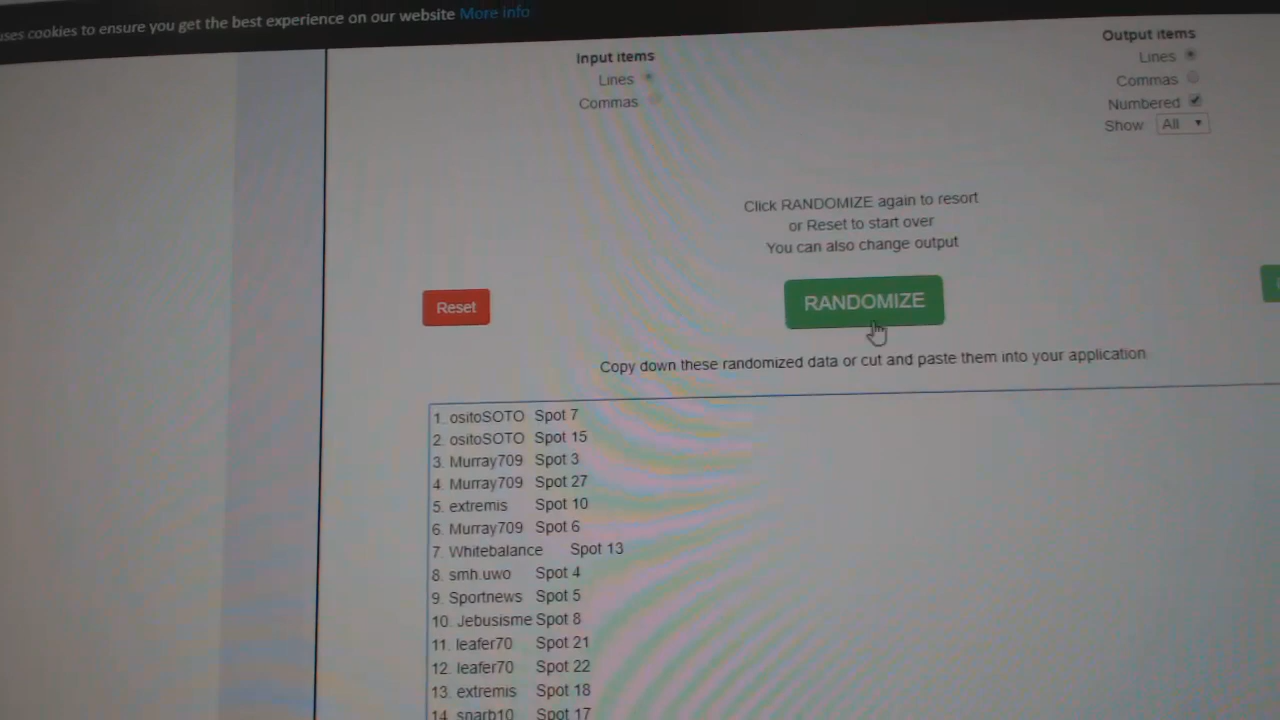 uses cookies to ensure you get the best experience on our website More info
Input items
Lines
Commas
Output items
Lines
Commas
Numbered
Show All
Click RANDOMIZE again to resort
or Reset to start over
You can also change output
Reset
RANDOMIZE
Copy down these randomized data or cut and paste them into your application
1. ositoSOTO Spot 7
2. ositoSOTO Spot 15
3. Murray709 Spot 3
4. Murray709 Spot 27
5. extremis Spot 10
6. Murray709 Spot 6
7. Whitebalance Spot 13
8. smh.uwo Spot 4
9. Sportnews Spot 5
10. Jebusisme Spot 8
11. leafer70 Spot 21
12. leafer70 Spot 22
13. extremis Spot 18
14. snarb10 Spot 17